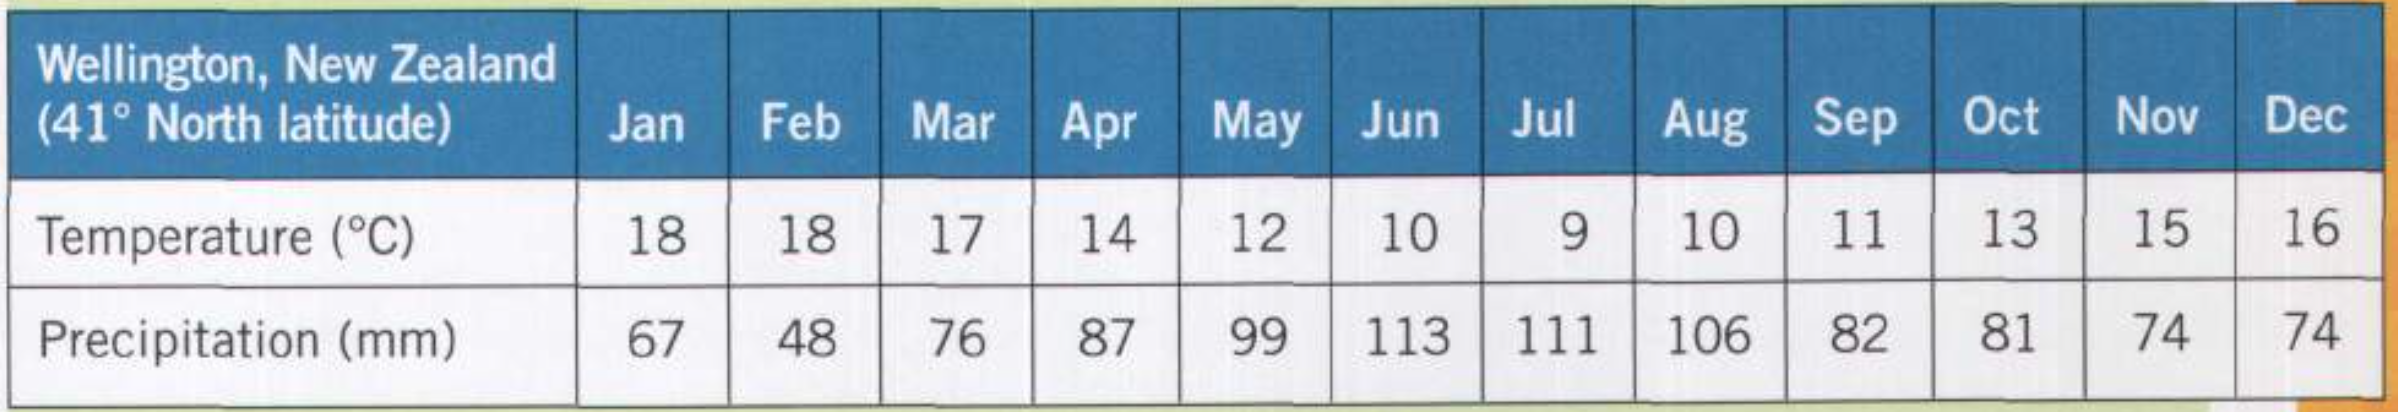 Wellington, New Zealand
(41° North latitude) Jan Feb Mar Apr May Jun Jul Aug Sep Oct Nov Dec
Temperature (°C) 18 18 17 14 12 10 9 10 11 13 15 16
Precipitation (mm) 67 48 76 87 99 113 111 106 82 81 74 74